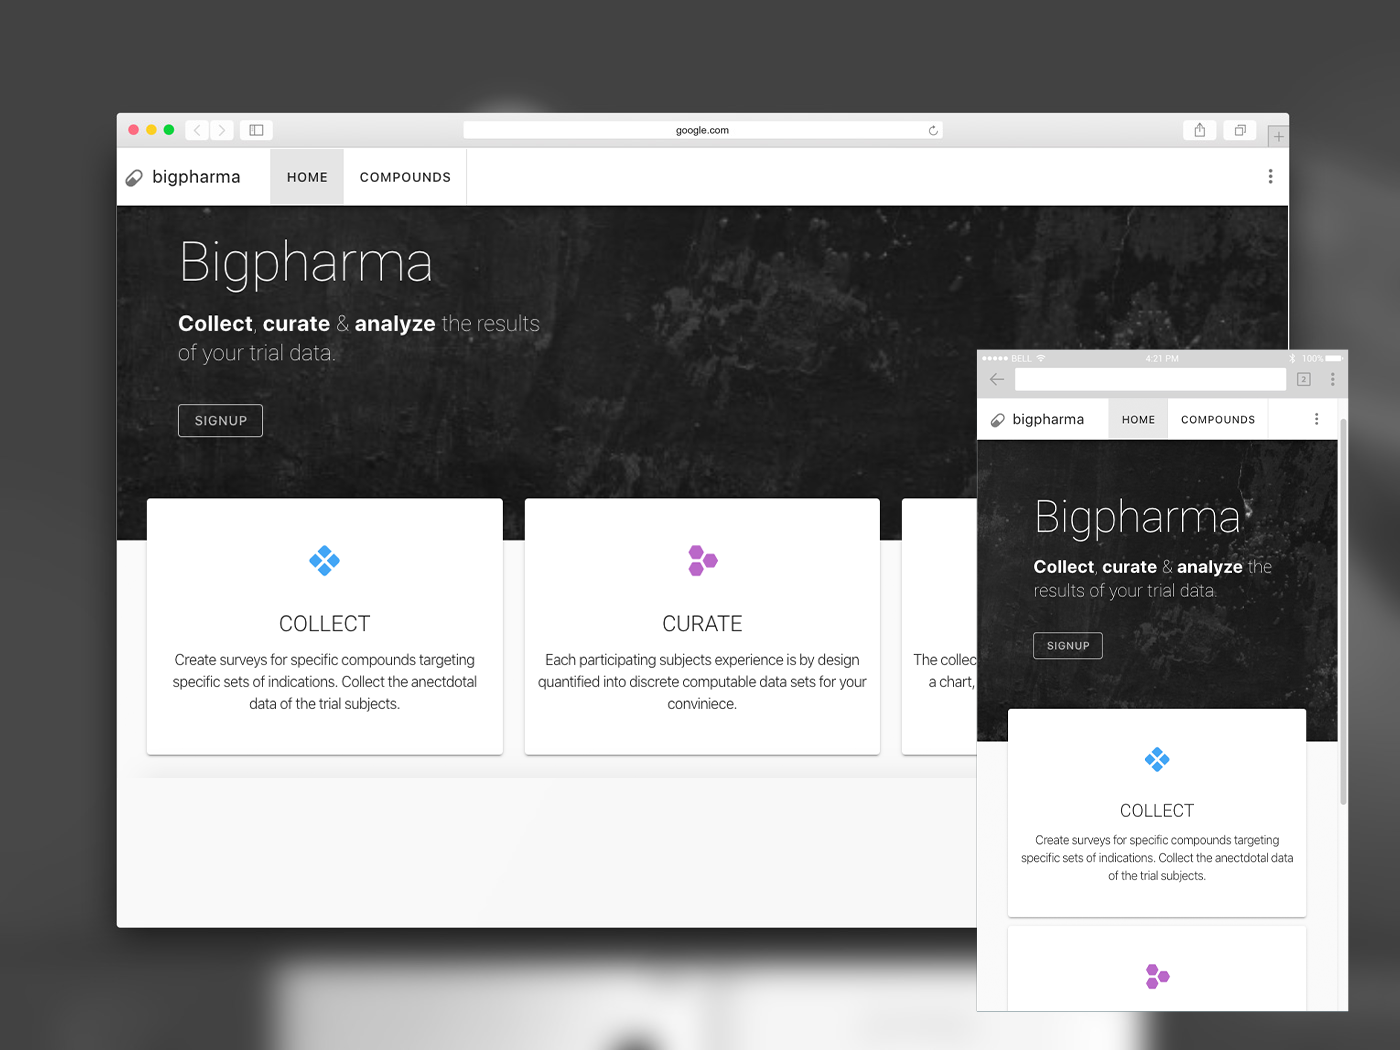 google.com
bigpharma HOME COMPOUNDS
Bigpharma
Collect, curate & analyze the results
of your trial data.
SIGNUP
COLLECT
Create surveys for specific compounds targeting
specific sets of indications. Collect the anectdotal
data of the trial subjects.
CURATE
Each participating subjects experience is by design
quantified into discrete computable data sets for your
conviniece.
The collec
a chart,
BELL 4:21 PM 100%
2
bigpharma HOME COMPOUNDS
Bigpharma
Collect, curate & analyze the
results of your trial data.
SIGNUP
COLLECT
Create surveys for specific compounds targeting
specific sets of indications. Collect the anectdotal data
of the trial subjects.